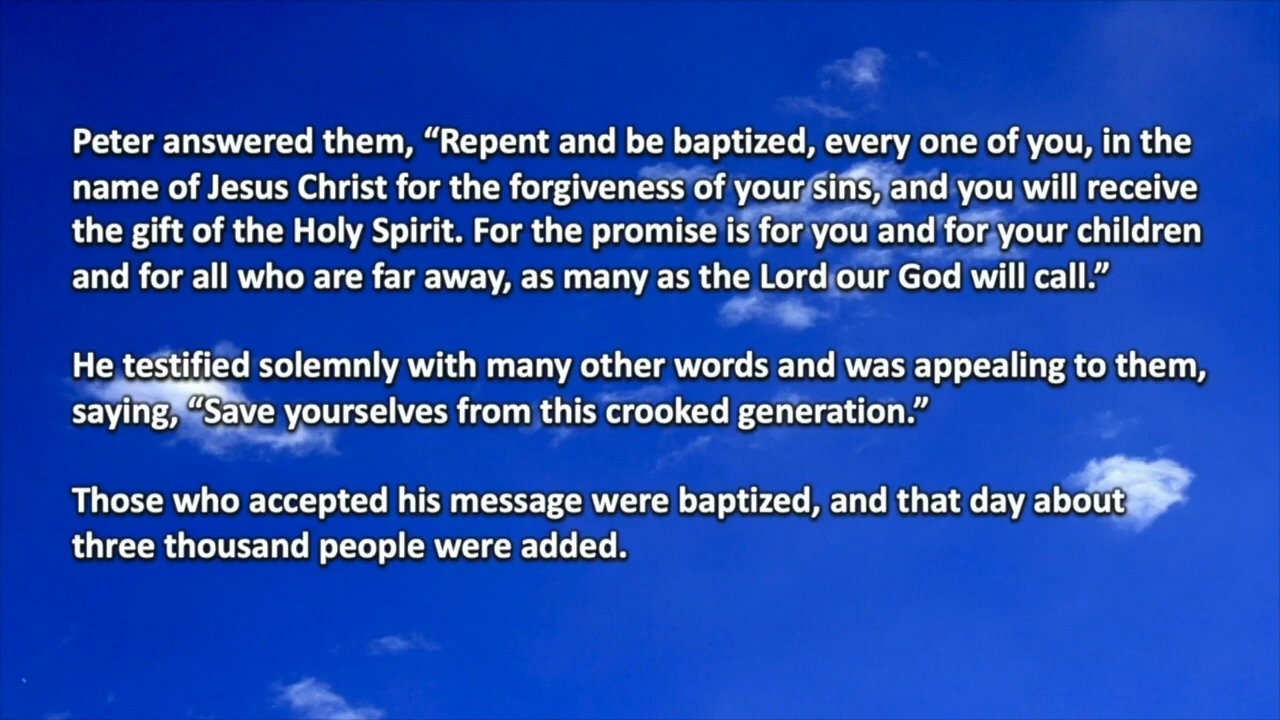 Peter answered them, “Repent and be baptized, every one of you, in the
name of Jesus Christ for the forgiveness of your sins, and you will receive
the gift of the Holy Spirit. For the promise is for you and for your children
and for all who are far away, as many as the Lord our God will call.”
He testified solemnly with many other words and was appealing to them,
saying, “Save yourselves from this crooked generation.”
Those who accepted his message were baptized, and that day about
three thousand people were added.